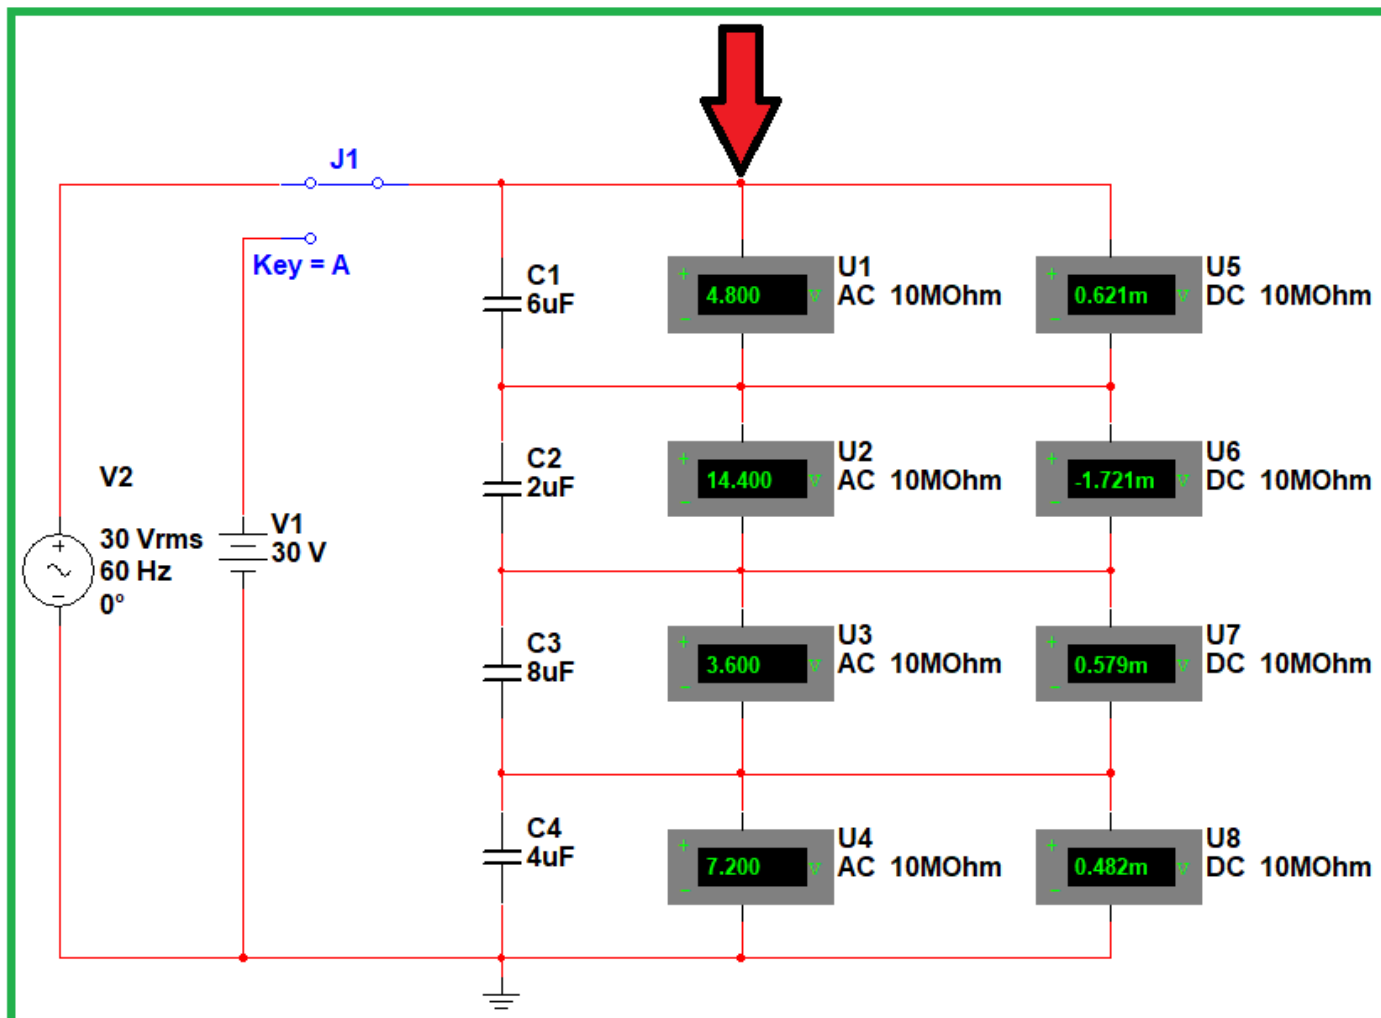 J1
Key = A
V2
30 Vrms
60 Hz
0°
V1
30 V
C1
6uF
+
4.800 V
−
U1
AC 10MOhm
+
0.621m V
−
U5
DC 10MOhm
C2
2uF
+
14.400 V
−
U2
AC 10MOhm
+
-1.721m V
−
U6
DC 10MOhm
C3
8uF
+
3.600 V
−
U3
AC 10MOhm
+
0.579m V
−
U7
DC 10MOhm
C4
4uF
+
7.200 V
−
U4
AC 10MOhm
+
0.482m V
−
U8
DC 10MOhm